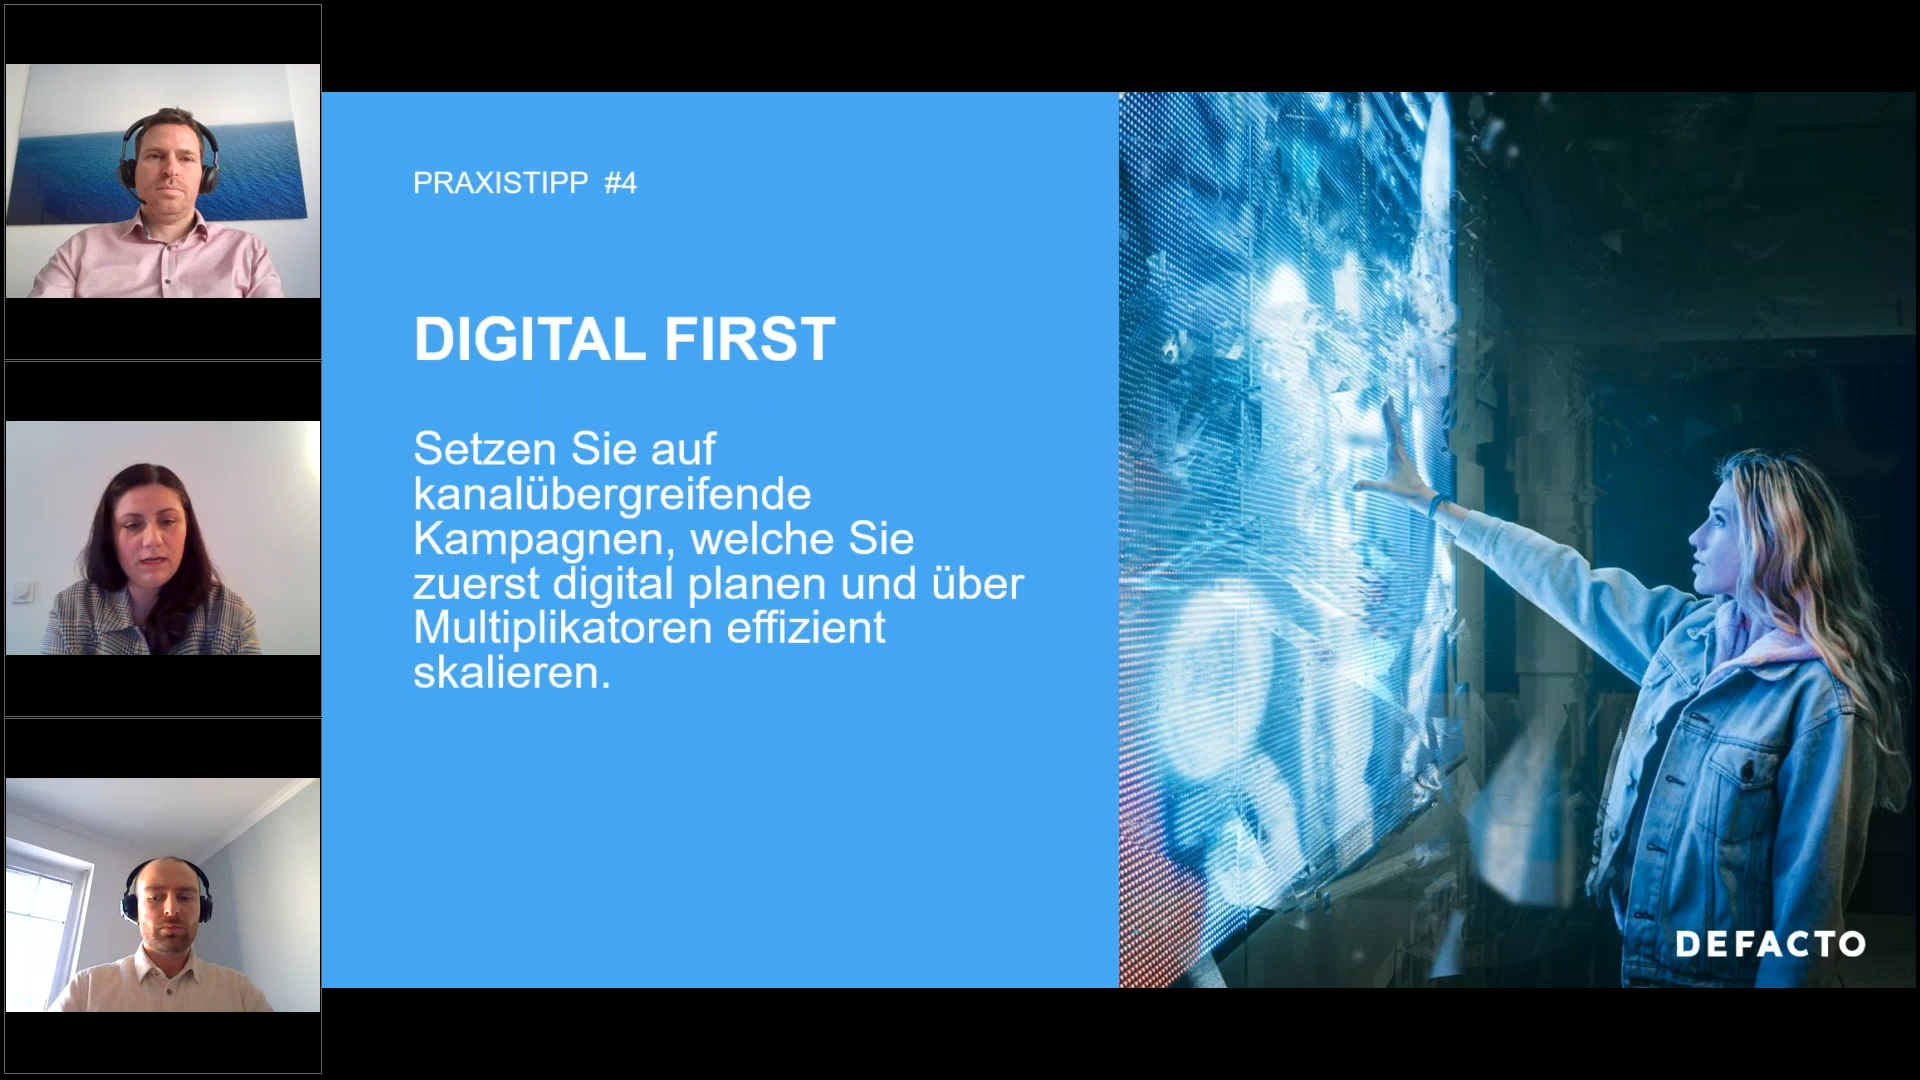 PRAXISTIPP #4
DIGITAL FIRST
Setzen Sie auf
kanalübergreifende
Kampagnen, welche Sie
zuerst digital planen und über
Multiplikatoren effizient
skalieren.
DEFACTO